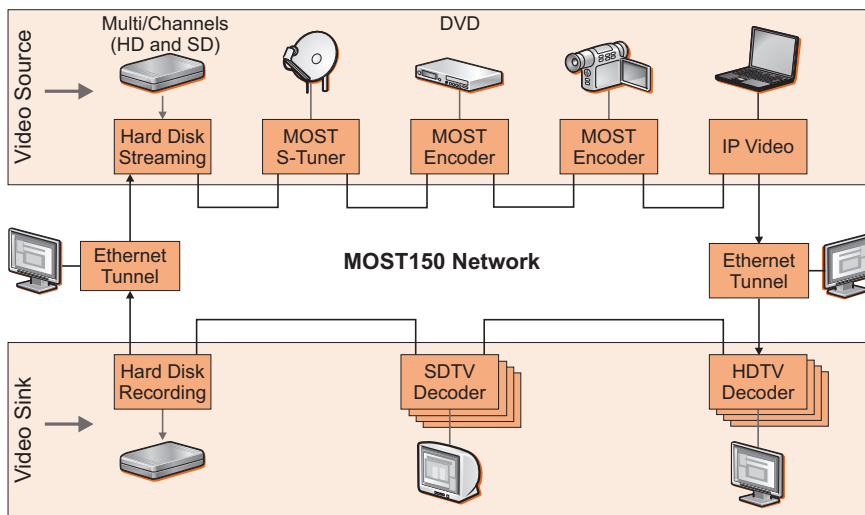 Multi/Channels
(HD and SD)
DVD
Video Source
Hard Disk
Streaming
MOST
S-Tuner
MOST
Encoder
MOST
Encoder
IP Video
Ethernet
Tunnel
MOST150 Network
Ethernet
Tunnel
Video Sink
Hard Disk
Recording
SDTV
Decoder
HDTV
Decoder